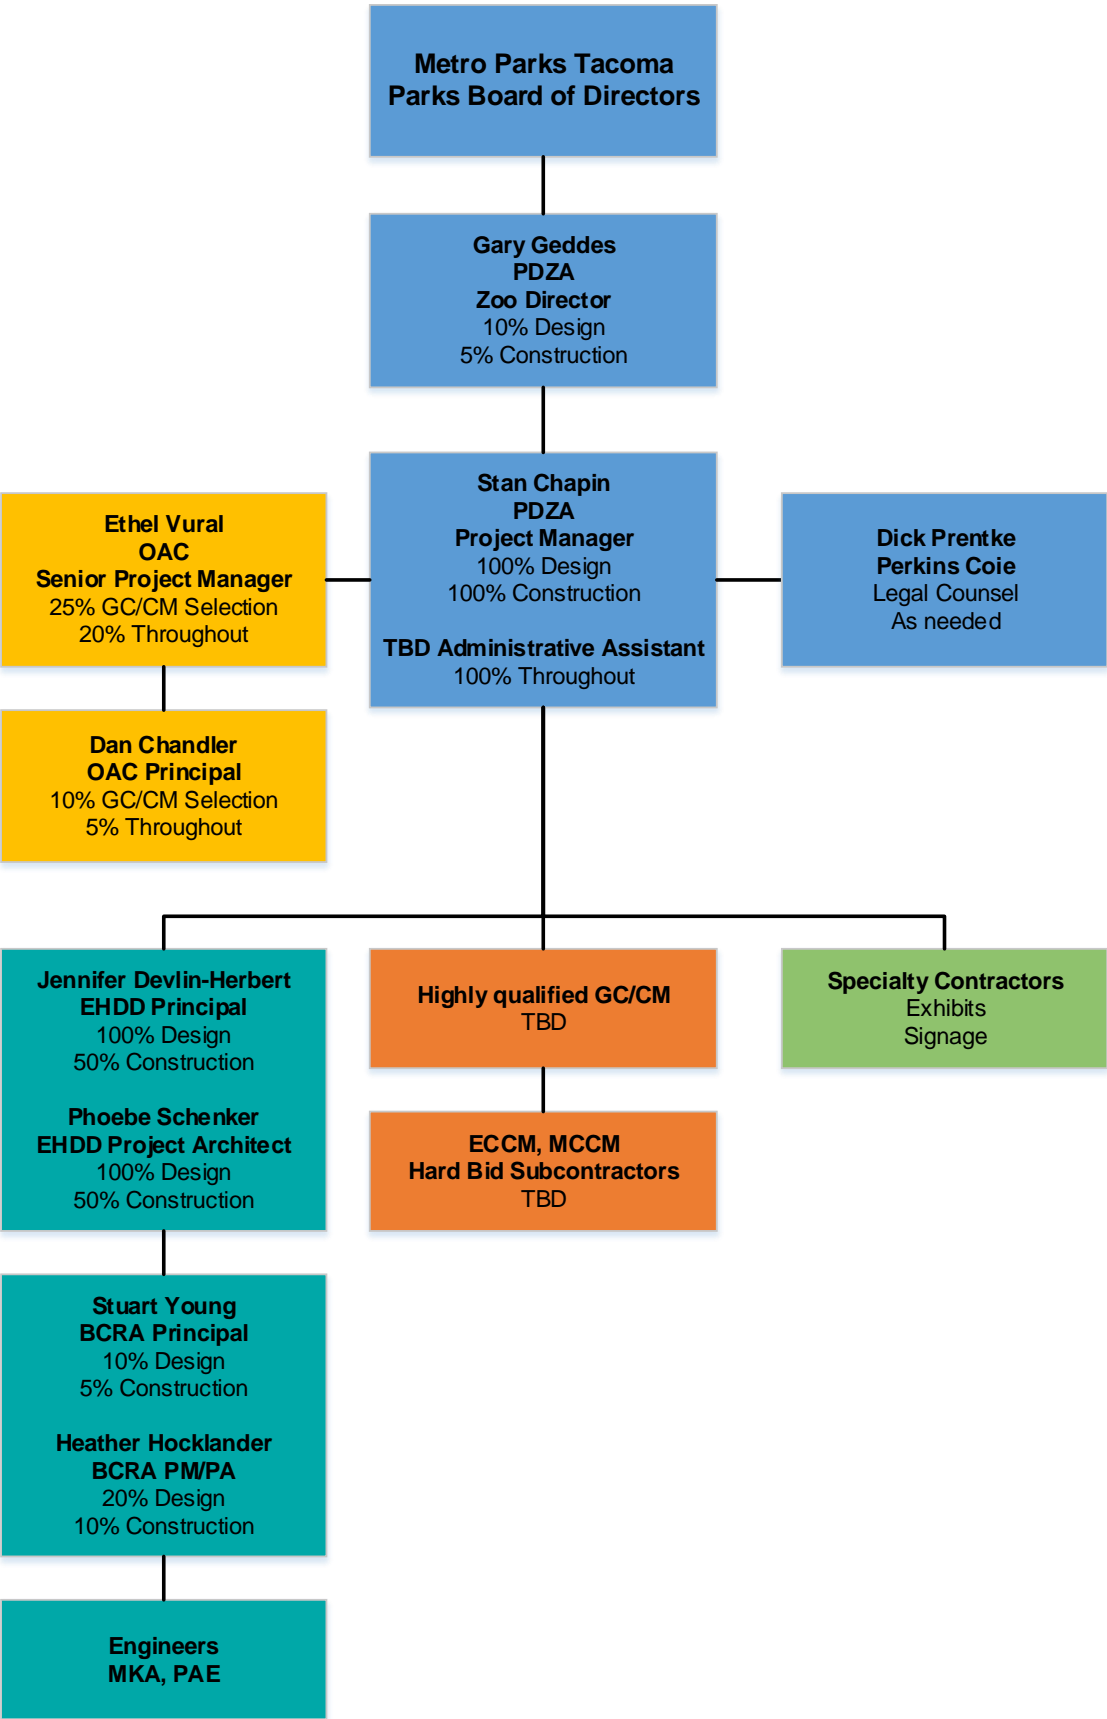 Metro Parks Tacoma
Parks Board of Directors
Gary Geddes
PDZA
Zoo Director
10% Design
5% Construction
Stan Chapin
PDZA
Project Manager
100% Design
100% Construction
TBD Administrative Assistant
100% Throughout
Ethel Vural
OAC
Senior Project Manager
25% GC/CM Selection
20% Throughout
Dick Prentke
Perkins Coie
Legal Counsel
As needed
Dan Chandler
OAC Principal
10% GC/CM Selection
5% Throughout
Jennifer Devlin-Herbert
EHDD Principal
100% Design
50% Construction
Phoebe Schenker
EHDD Project Architect
100% Design
50% Construction
Highly qualified GC/CM
TBD
Specialty Contractors
Exhibits
Signage
ECCM, MCCM
Hard Bid Subcontractors
TBD
Stuart Young
BCRA Principal
10% Design
5% Construction
Heather Hocklander
BCRA PM/PA
20% Design
10% Construction
Engineers
MKA, PAE